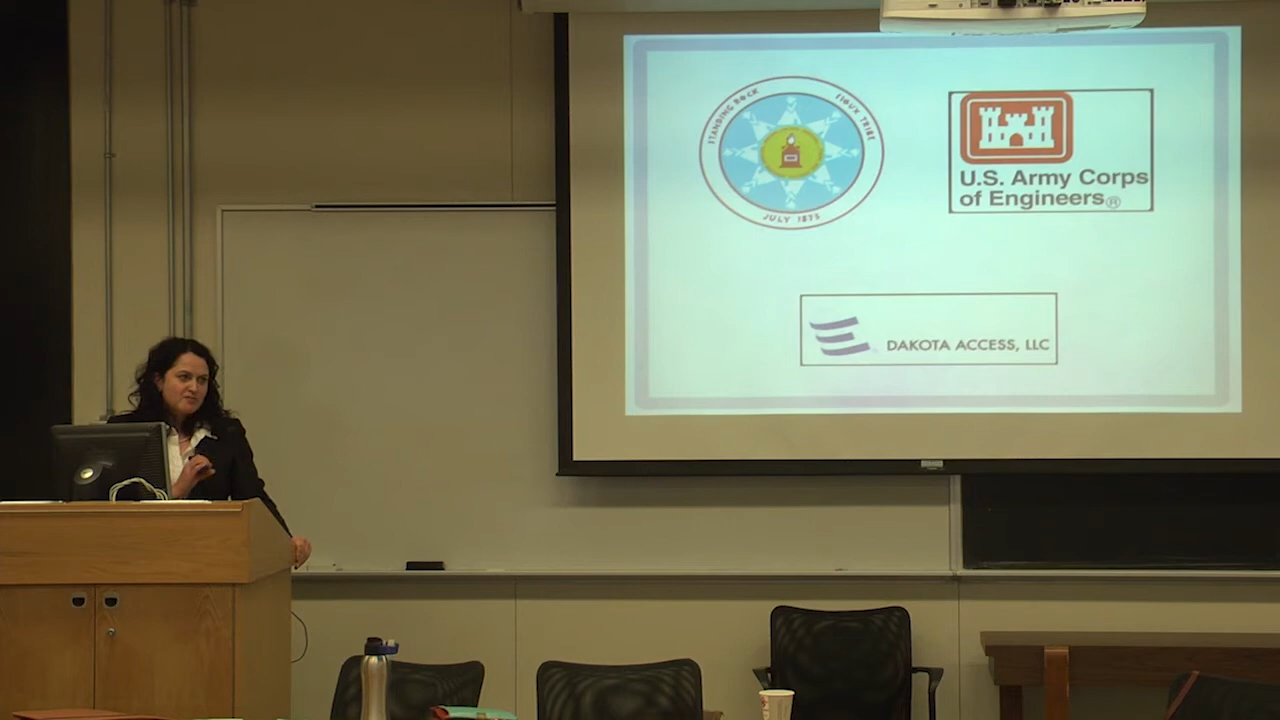 STANDING ROCK SIOUX TRIBE
JULY 1873
U.S. Army Corps
of Engineers®
DAKOTA ACCESS, LLC